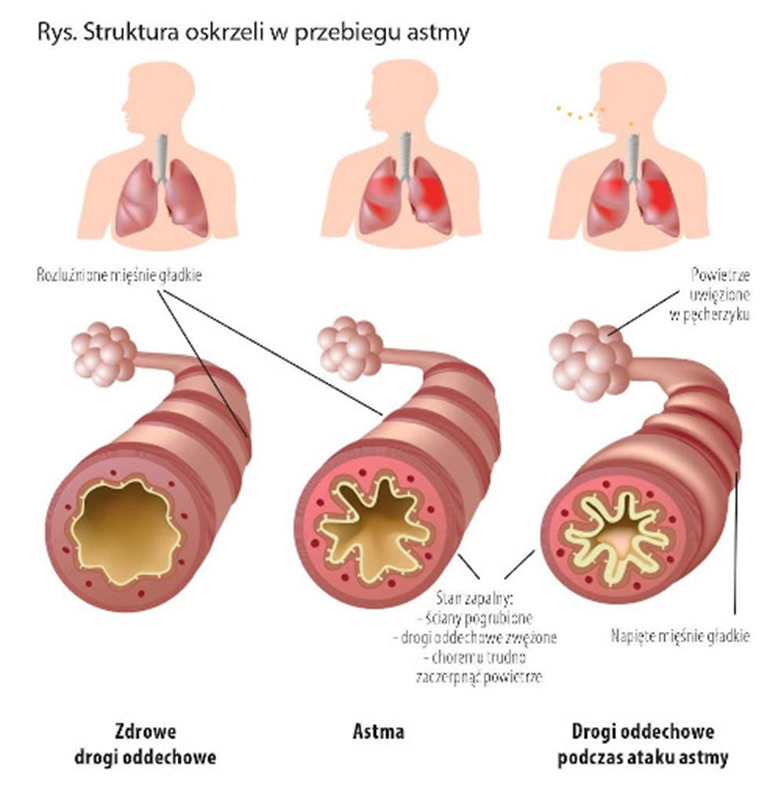 Rys. Struktura oskrzeli w przebiegu astmy
Rozluźnione mięśnie gładkie
Powietrze
uwięzione
w pęcherzyku
Stan zapalny:
- ściany pogrubione
- drogi oddechowe zwężone
- choremu trudno
zaczerpnąć powietrze
Napięte mięśnie gładkie
Zdrowe
drogi oddechowe
Astma
Drogi oddechowe
podczas ataku astmy